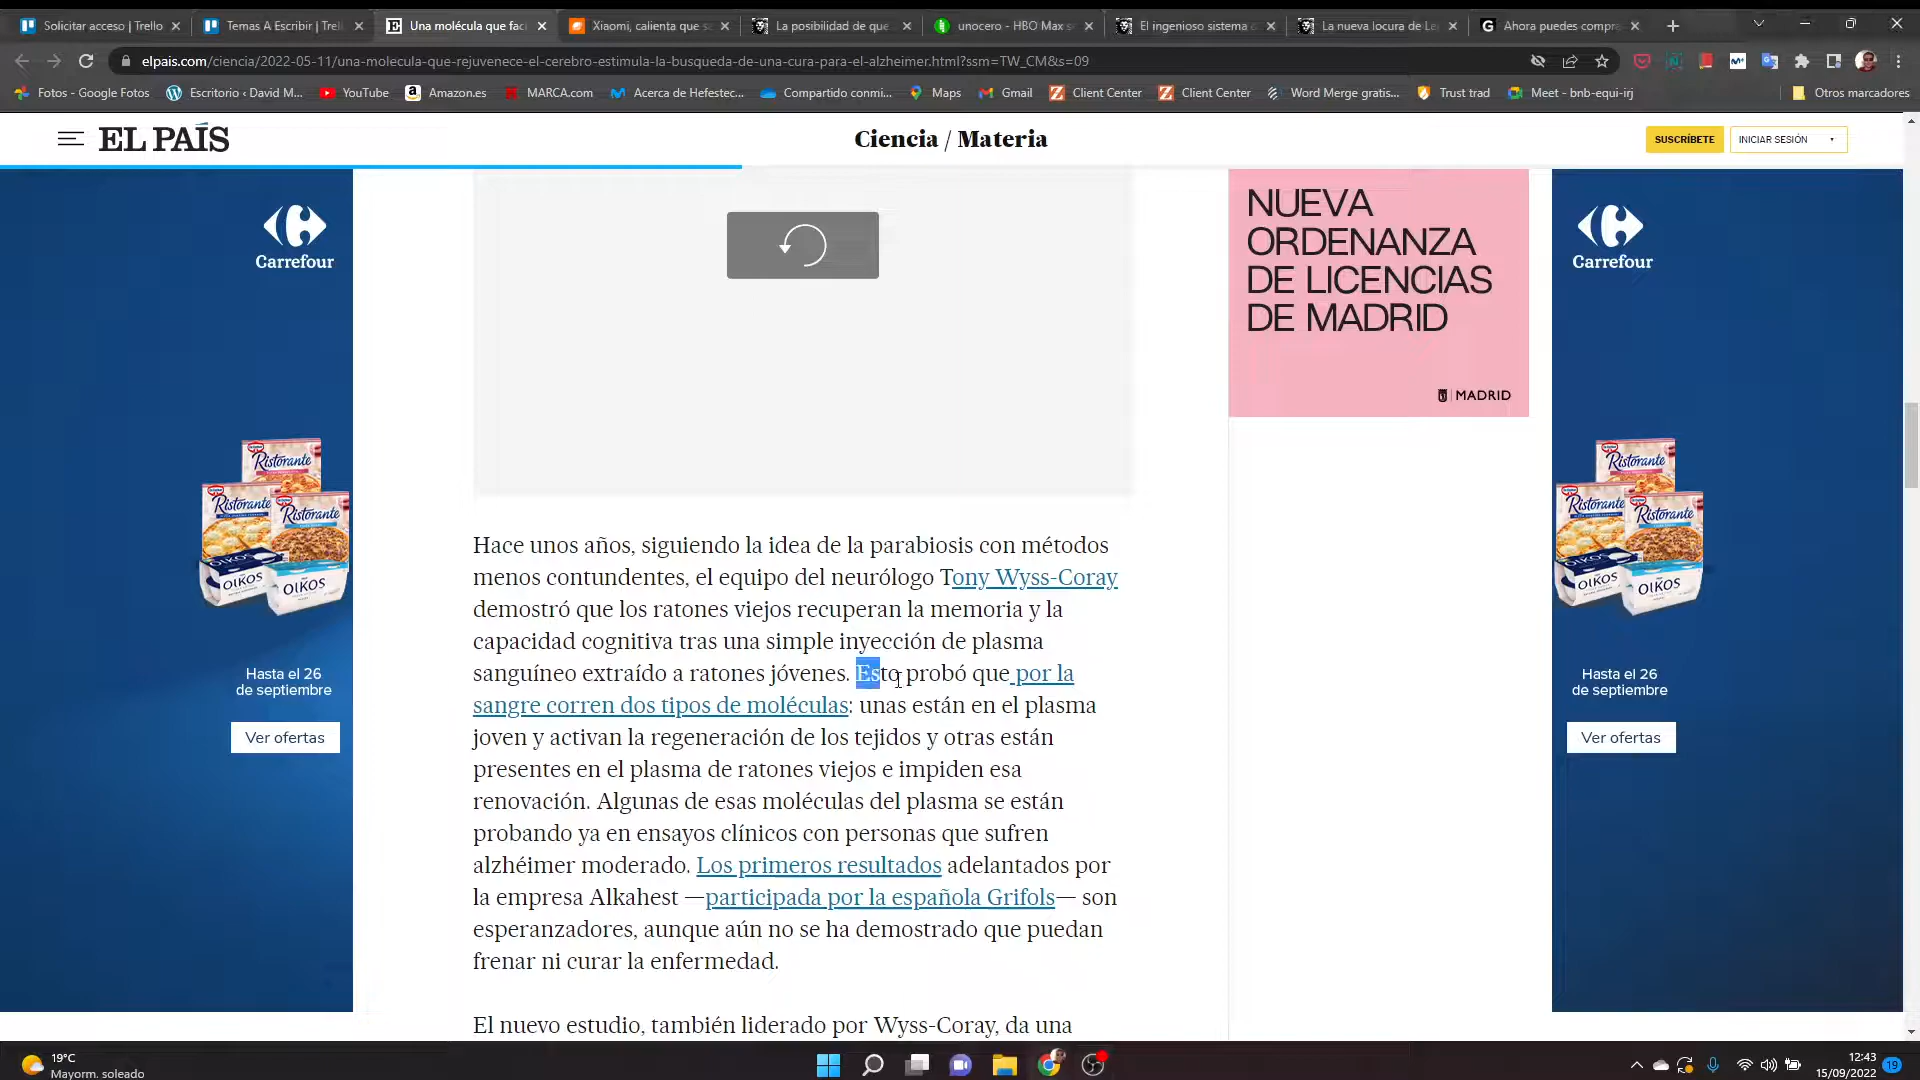 Solicitar acceso | Trello
Temas A Escribir | Trel
Una molécula que faci
Xiaomi, calienta que s
La posibilidad de que
unocero - HBO Max s
El ingenioso sistema
La nueva locura de Le
Ahora puedes compra
elpais.com/ciencia/2022-05-11/una-molecula-que-rejuvenece-el-cerebro-estimula-la-busqueda-de-una-cura-para-el-alzheimer.html?ssm=TW_CM&s=09
Fotos - Google Fotos
Escritorio ‹ David M...
YouTube
Amazon.es
MARCA.com
Acerca de Hefestec...
Compartido conmi...
Maps
Gmail
Client Center
Client Center
Word Merge gratis...
Trust trad
Meet - bnb-equi-irj
Otros marcadores
EL PAÍS
Ciencia / Materia
SUSCRÍBETE
INICIAR SESIÓN
Carrefour
Ristorante
Ristorante
Ristorante
OIKOS
OIKOS
Hasta el 26
de septiembre
Ver ofertas
Hace unos años, siguiendo la idea de la parabiosis con métodos
menos contundentes, el equipo del neurólogo Tony Wyss-Coray
demostró que los ratones viejos recuperan la memoria y la
capacidad cognitiva tras una simple inyección de plasma
sanguíneo extraído a ratones jóvenes. Esto probó que por la
sangre corren dos tipos de moléculas: unas están en el plasma
joven y activan la regeneración de los tejidos y otras están
presentes en el plasma de ratones viejos e impiden esa
renovación. Algunas de esas moléculas del plasma se están
probando ya en ensayos clínicos con personas que sufren
alzhéimer moderado. Los primeros resultados adelantados por
la empresa Alkahest —participada por la española Grifols— son
esperanzadores, aunque aún no se ha demostrado que puedan
frenar ni curar la enfermedad.
El nuevo estudio, también liderado por Wyss-Coray, da una
NUEVA
ORDENANZA
DE LICENCIAS
DE MADRID
MADRID
Carrefour
Ristorante
Ristorante
Ristorante
OIKOS
OIKOS
Hasta el 26
de septiembre
Ver ofertas
19°C
Mayorm. soleado
12:43
15/09/2022
19